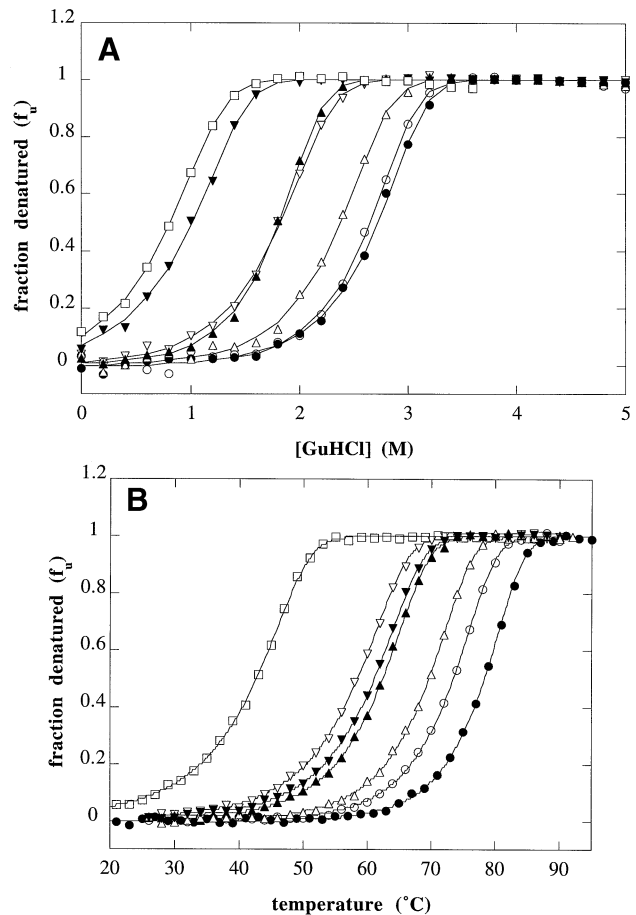 A
1.2
1
0.8
0.6
0.4
0.2
0
fraction denatured (fu)
0 1 2 3 4 5
[GuHCl] (M)
B
1.2
1
0.8
0.6
0.4
0.2
0
fraction denatured (fu)
20 30 40 50 60 70 80 90
temperature (˚C)